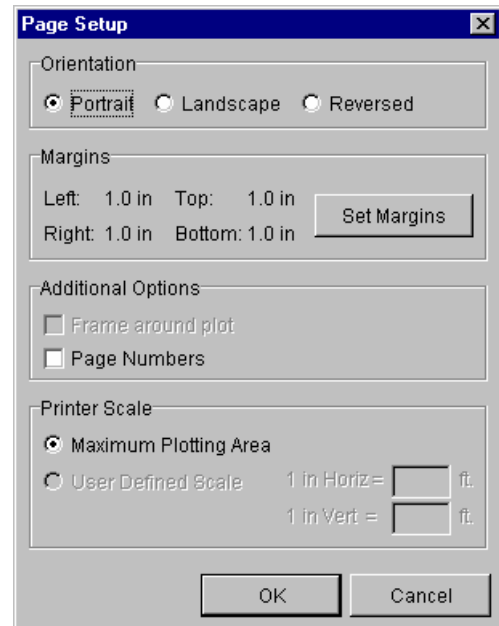 Page Setup
Orientation
Portrait Landscape Reversed
Margins
Left: 1.0 in Top: 1.0 in
Right: 1.0 in Bottom: 1.0 in
Set Margins
Additional Options
Frame around plot
Page Numbers
Printer Scale
Maximum Plotting Area
User Defined Scale 1 in Horiz= ft.
1 in Vert = ft.
OK Cancel